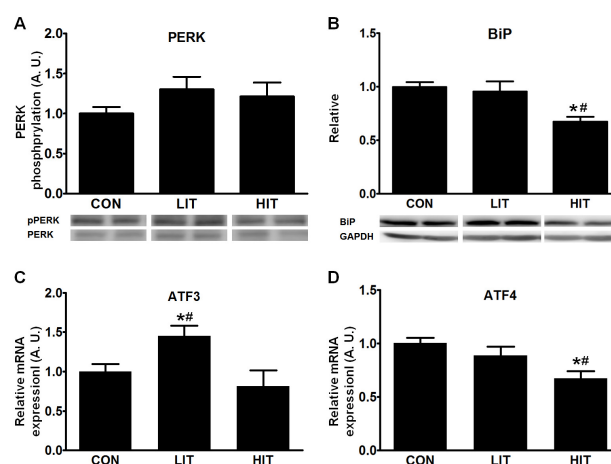 A
PERK
PERK
phosphprylation (A. U.)
2.0
1.5
1.0
0.5
0.0
CON LIT HIT
pPERK
PERK
B
BiP
Relative
1.5
1.0
0.5
0.0
CON LIT HIT
*#
BiP
GAPDH
C
ATF3
Relative mRNA
expressionI (A. U.)
2.0
1.5
1.0
0.5
0.0
*#
CON LIT HIT
D
ATF4
Relative mRNA
expressionI (A. U.)
1.5
1.0
0.5
0.0
*#
CON LIT HIT